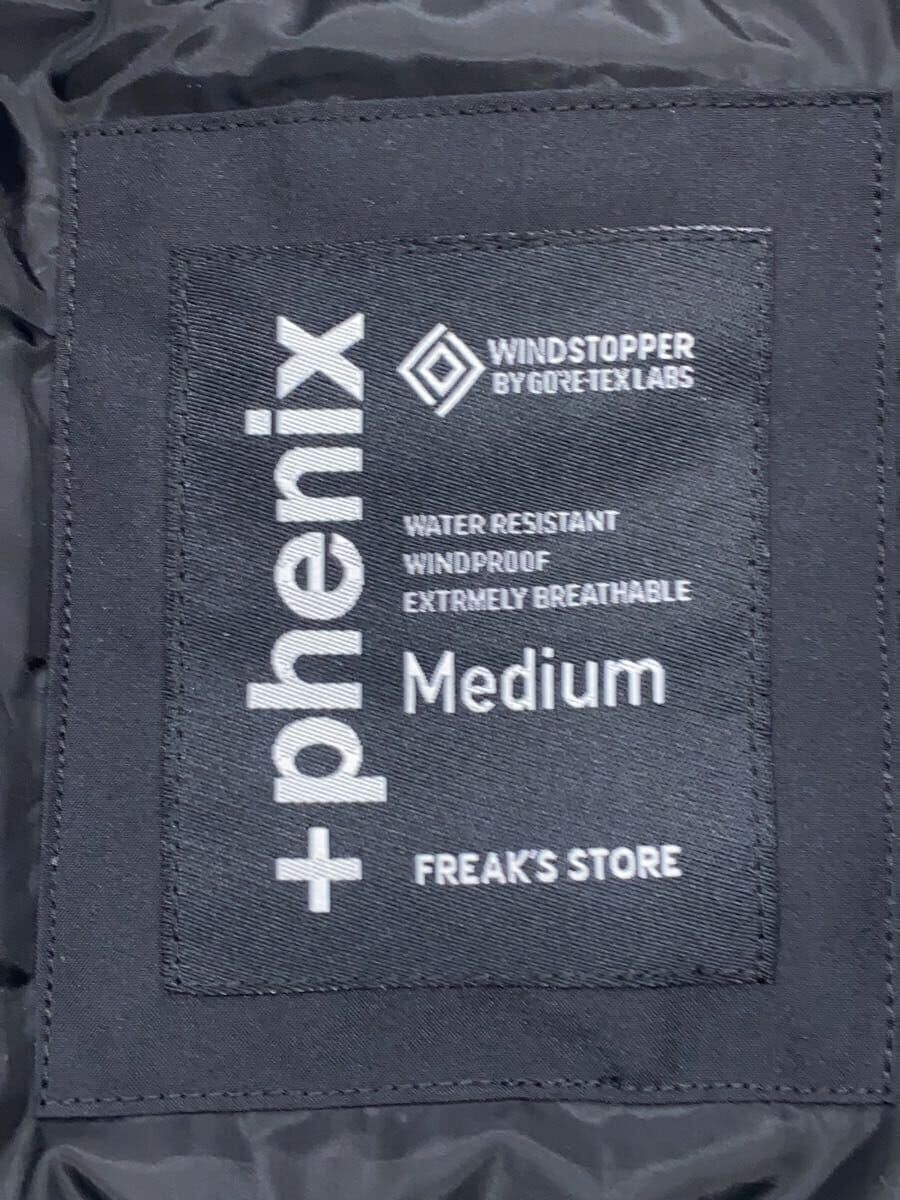 +phenix
WINDSTOPPER
BY GORE-TEX LABS
WATER RESISTANT
WINDPROOF
EXTRMELY BREATHABLE
Medium
FREAK'S STORE